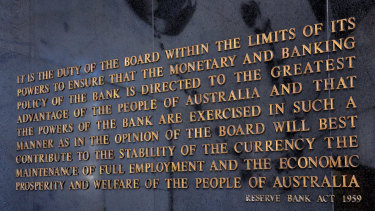 IT IS THE DUTY OF THE BOARD WITHIN THE LIMITS OF ITS
POWERS TO ENSURE THAT THE MONETARY AND BANKING
POLICY OF THE BANK IS DIRECTED TO THE GREATEST
ADVANTAGE OF THE PEOPLE OF AUSTRALIA AND THAT
THE POWERS OF THE BANK ARE EXERCISED IN SUCH A
MANNER AS IN THE OPINION OF THE BOARD WILL BEST
CONTRIBUTE TO THE STABILITY OF THE CURRENCY THE
MAINTENANCE OF FULL EMPLOYMENT AND THE ECONOMIC
PROSPERITY AND WELFARE OF THE PEOPLE OF AUSTRALIA
RESERVE BANK ACT 1959